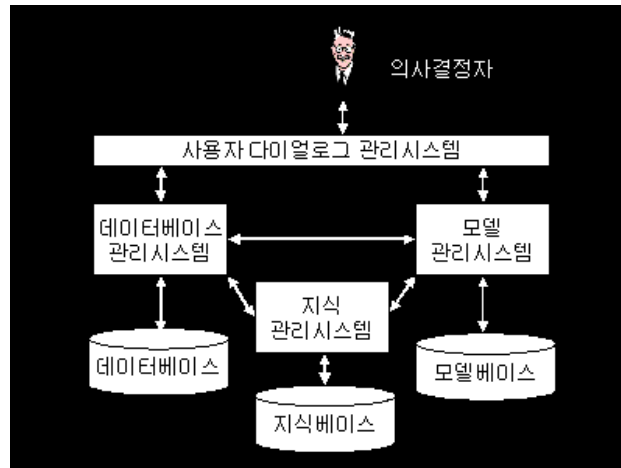 의사결정자
사용자 다이얼로그 관리시스템
데이터베이스
관리시스템
모델
관리시스템
지식
관리시스템
데이터베이스
모델베이스
지식베이스